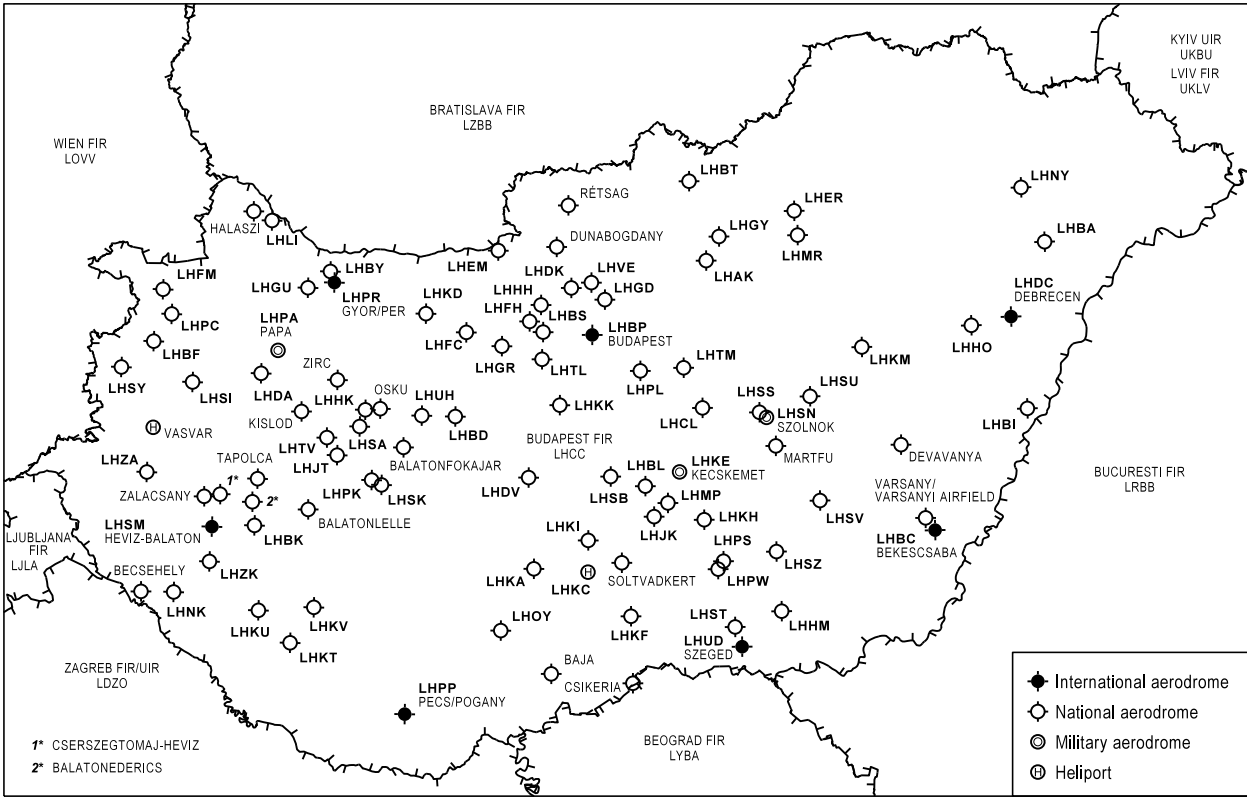 KYIV UIR
UKBU
LVIV FIR
UKLV
BRATISLAVA FIR
LZBB
WIEN FIR
LOVV
LHBT
LHNY
RÉTSAG
LHER
HALASZI
LHLI
LHGY
DUNABOGDANY
LHMR
LHBA
LHEM
LHAK
LHBY
LHFM
LHGU
LHPR
GYOR/PER
LHDK
LHVE
LHHH
LHGD
LHDC
DEBRECEN
LHKD
LHFH
LHBS
LHPC
LHPA
PAPA
LHBP
BUDAPEST
LHHO
LHBF
LHFC
LHGR
LHTL
LHKM
LHTM
ZIRC
LHSY
LHSI
LHDA
LHHK
OSKU
LHPL
LHSU
LHUH
LHKK
LHCL
LHSS
LHSN
SZOLNOK
LHBI
KISLOD
LHBD
VASVAR
LHTV
LHSA
BUDAPEST FIR
LHCC
MARTFU
DEVAVANYA
LHJT
BALATONFOKAJAR
TAPOLCA
LHZA
LHKE
KECSKEMET
BUCURESTI FIR
LRBB
LHBL
1*
ZALACSANY
LHPK
LHSK
LHDV
LHSB
VARSANY/
VARSANYI AIRFIELD
2*
LHMP
LHSV
BALATONLELLE
LHSM
HEVIZ-BALATON
LHBK
LHJK
LHKH
LHKI
LHBC
BEKESCSABA
LJUBLJANA
FIR
LJLA
LHPS
LHSZ
BECSEHELY
LHZK
LHKA
LHKC
SOLTVADKERT
LHPW
LHNK
LHKU
LHKV
LHOY
LHKF
LHST
LHHM
LHKT
LHUD
SZEGED
ZAGREB FIR/UIR
LDZO
BAJA
CSIKERIA
LHPP
PECS/POGANY
BEOGRAD FIR
LYBA
1* CSERSZEGTOMAJ-HEVIZ
2* BALATONEDERICS
International aerodrome
National aerodrome
Military aerodrome
H Heliport